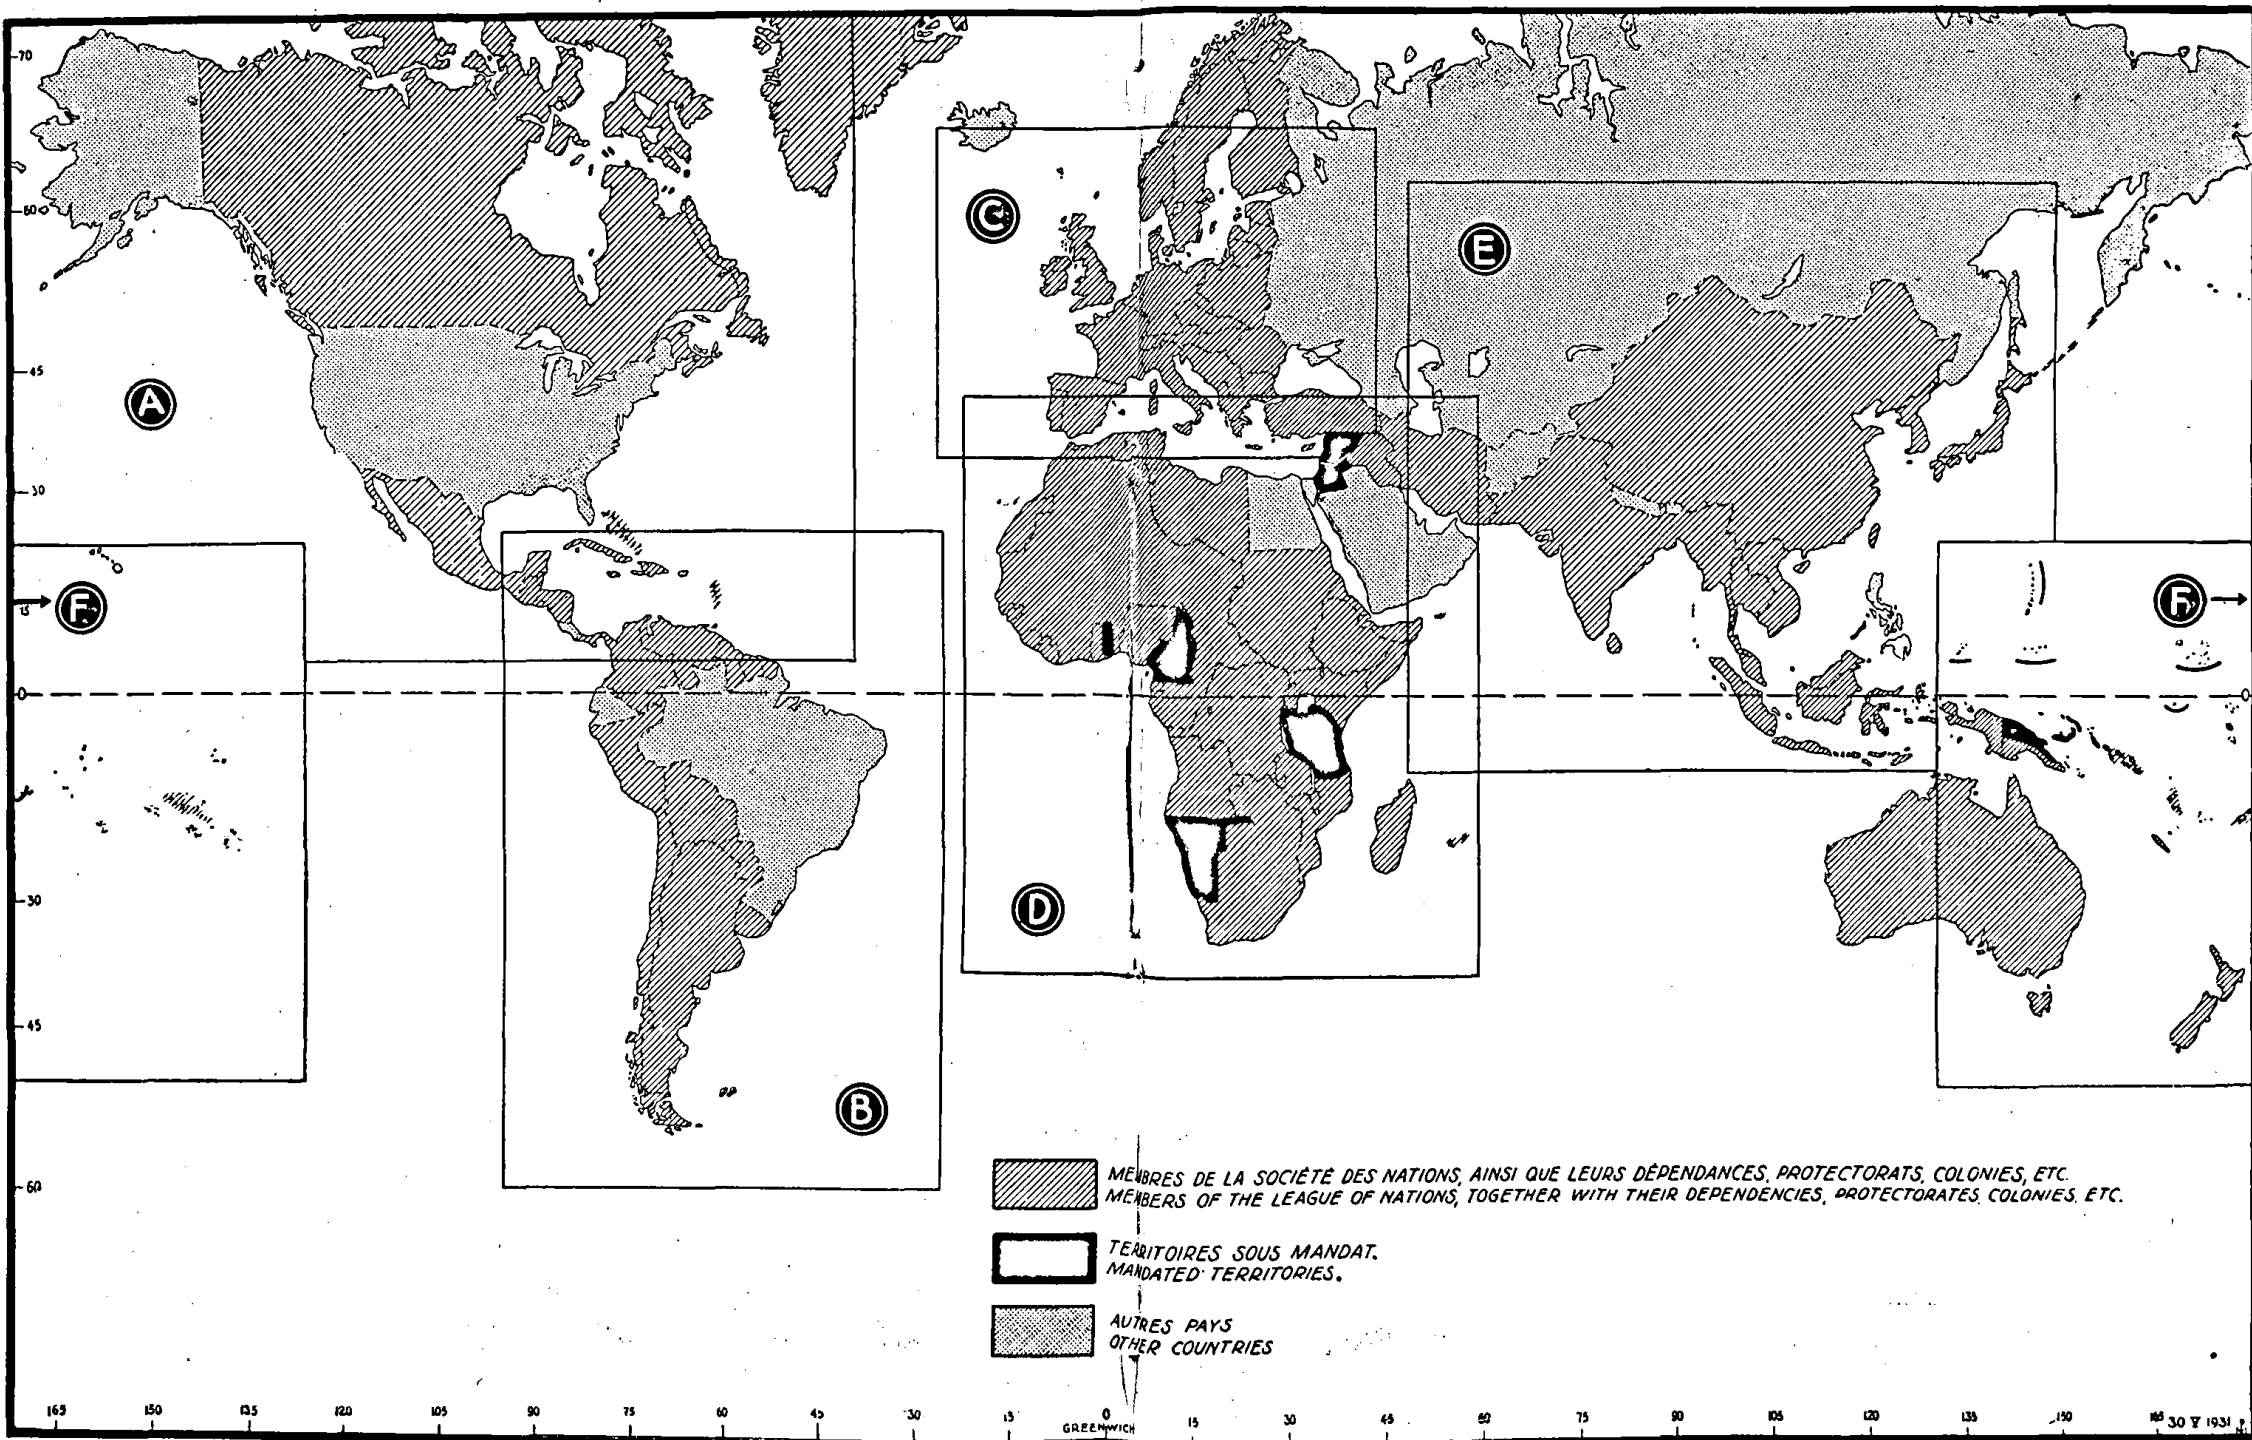 70
60
45
30
15
0
30
45
60
A
B
C
D
E
F
F
0
MEMBRES DE LA SOCIÉTÉ DES NATIONS, AINSI QUE LEURS DÉPENDANCES, PROTECTORATS, COLONIES, ETC.
MEMBERS OF THE LEAGUE OF NATIONS, TOGETHER WITH THEIR DEPENDENCIES, PROTECTORATES, COLONIES, ETC.
TERRITOIRES SOUS MANDAT.
MANDATED TERRITORIES.
AUTRES PAYS
OTHER COUNTRIES
165 150 135 120 105 90 75 60 45 30 15 0 15 30 45 60 75 90 105 120 135 150 165
GREENWICH
30 V 1931